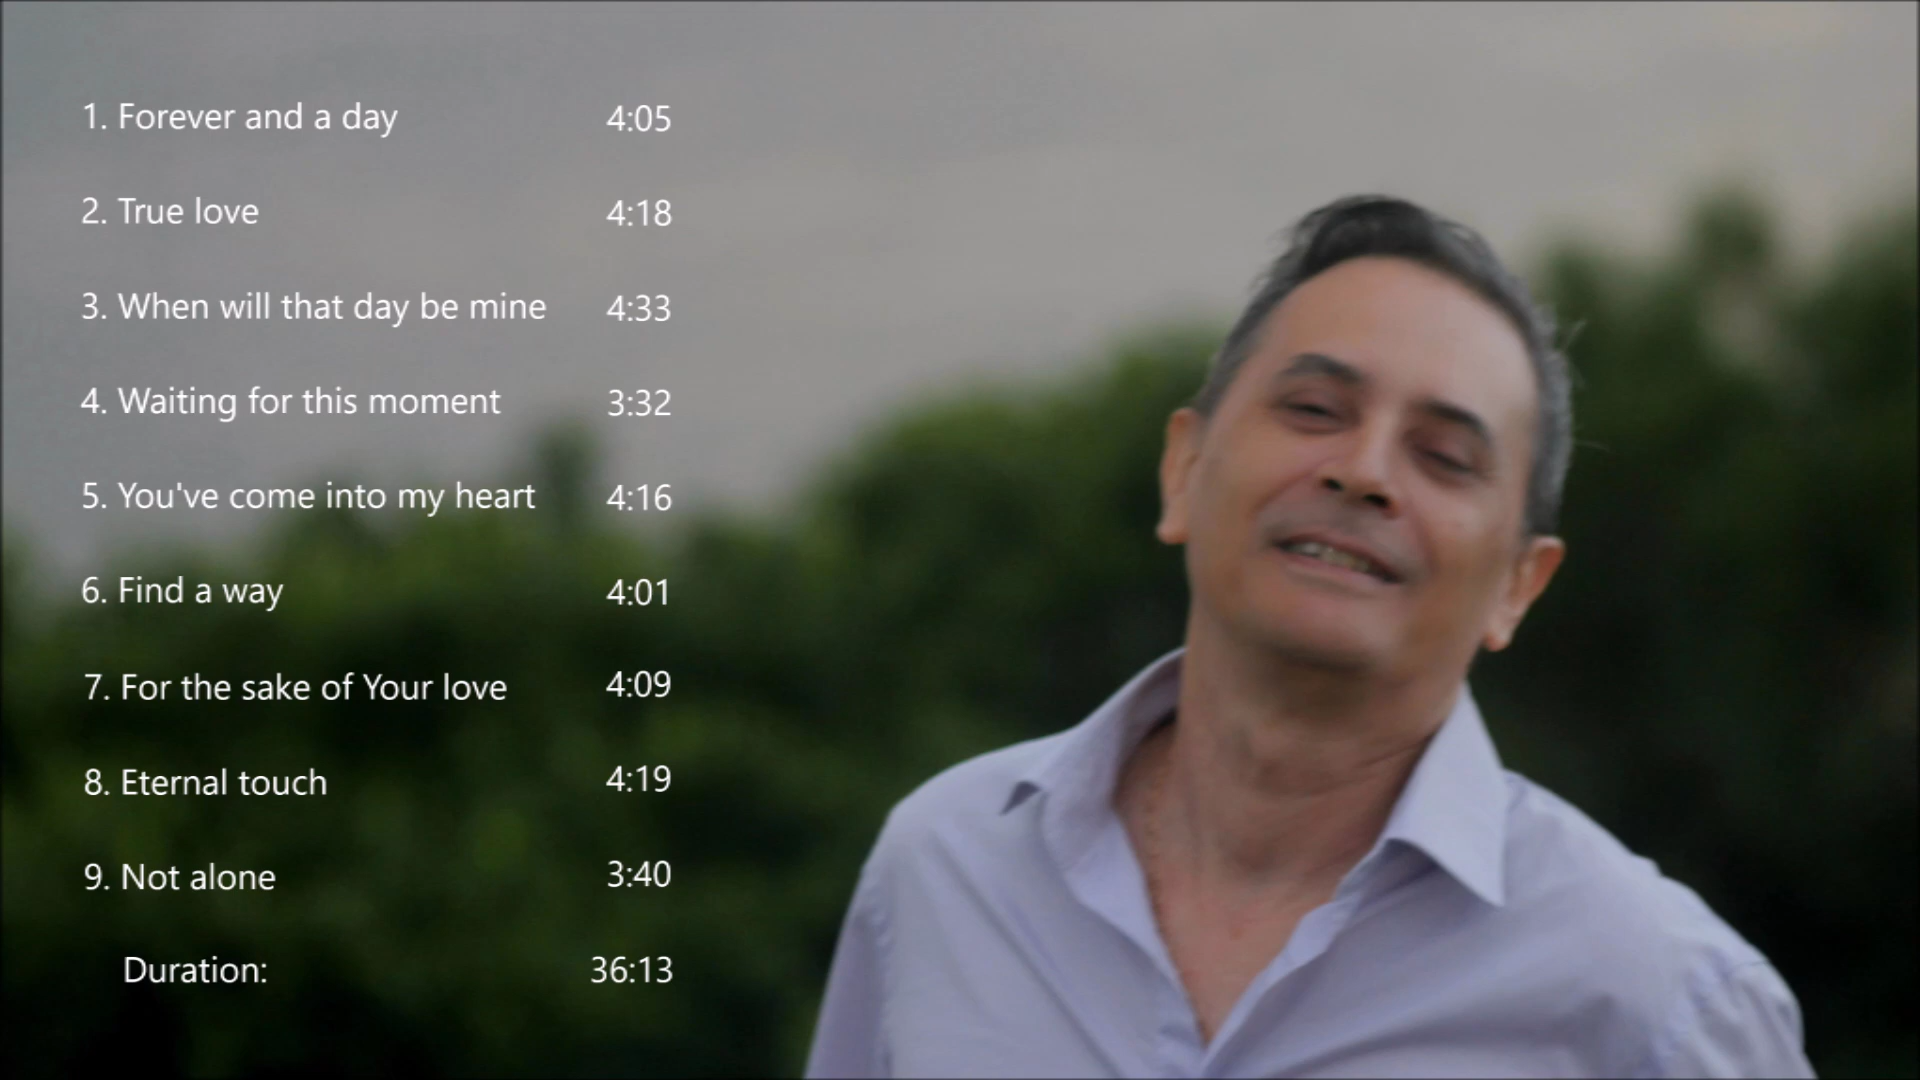 1. Forever and a day 4:05
2. True love 4:18
3. When will that day be mine 4:33
4. Waiting for this moment 3:32
5. You've come into my heart 4:16
6. Find a way 4:01
7. For the sake of Your love 4:09
8. Eternal touch 4:19
9. Not alone 3:40
Duration: 36:13